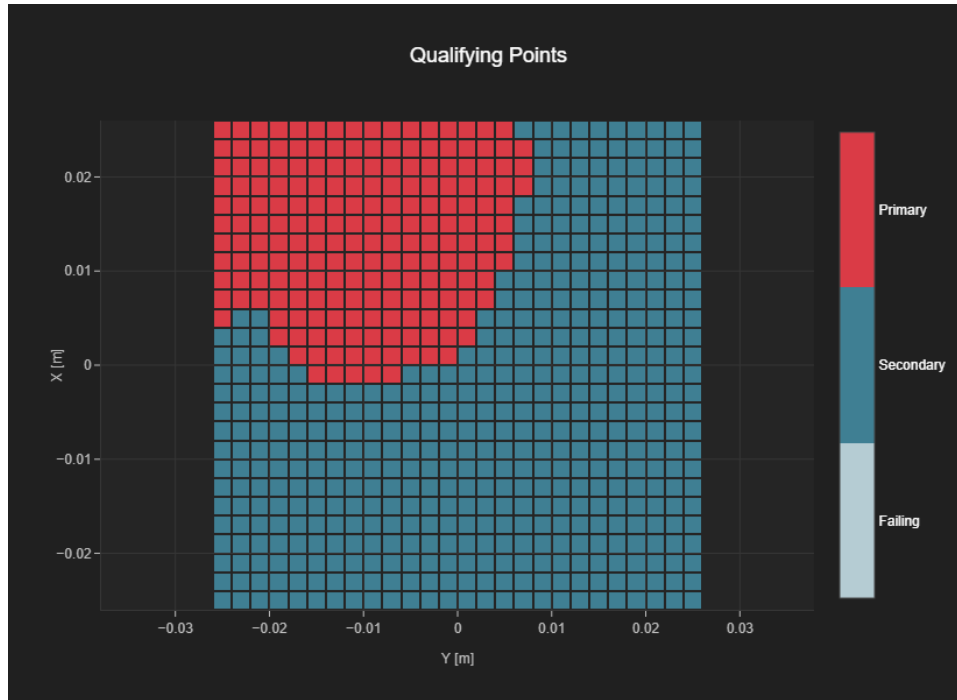 Qualifying Points
0.02
0.01
0
−0.01
−0.02
X [m]
−0.03
−0.02
−0.01
0
0.01
0.02
0.03
Y [m]
Primary
Secondary
Failing